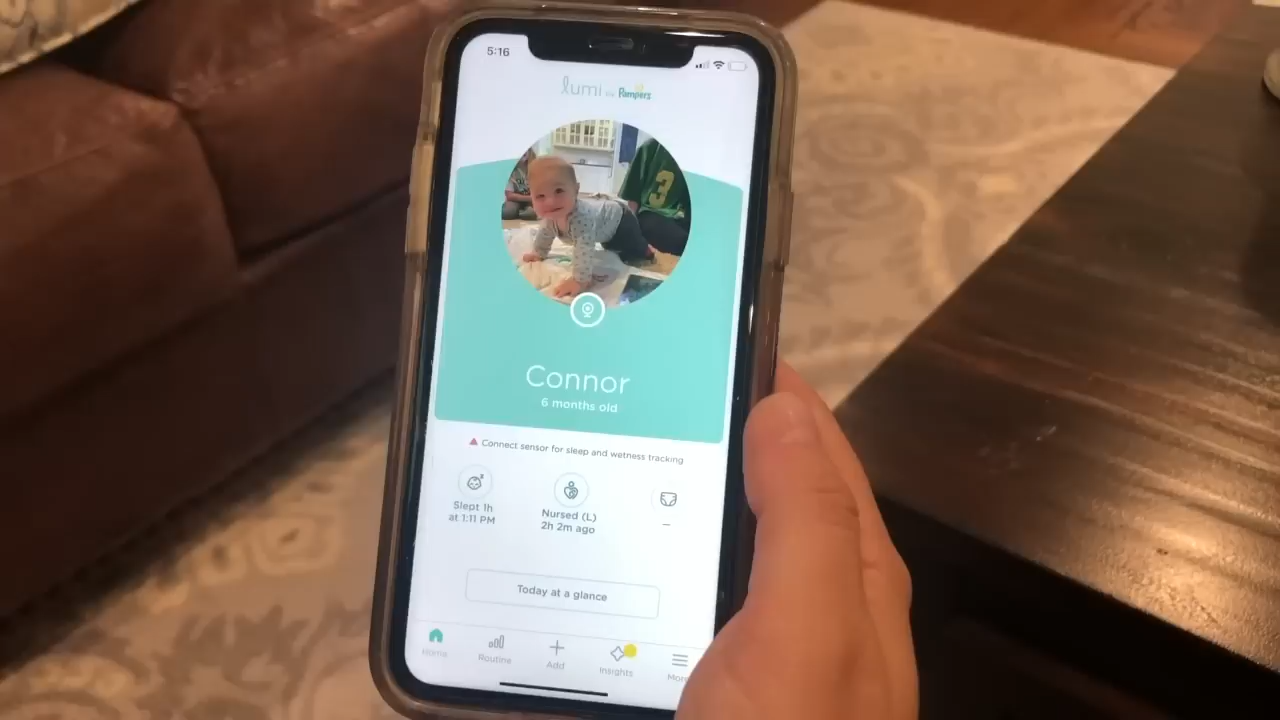 5:16
lumi by Pampers
3
Connor
6 months old
Connect sensor for sleep and wetness tracking
Slept 1h
at 1:11 PM
Nursed (L)
2h 2m ago
–
Today at a glance
Home
Routine
Add
Insights
More